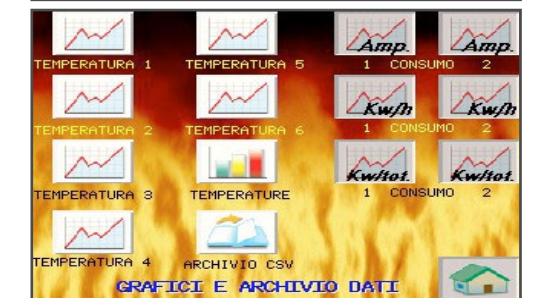 Amp. Amp.
TEMPERATURA 1 TEMPERATURA 5 1 CONSUMO 2
Kw/h Kw/h
TEMPERATURA 2 TEMPERATURA 6 1 CONSUMO 2
Kw/tot. Kw/tot.
TEMPERATURA 3 TEMPERATURE 1 CONSUMO 2
TEMPERATURA 4 ARCHIVIO CSV
GRAFICI E ARCHIVIO DATI